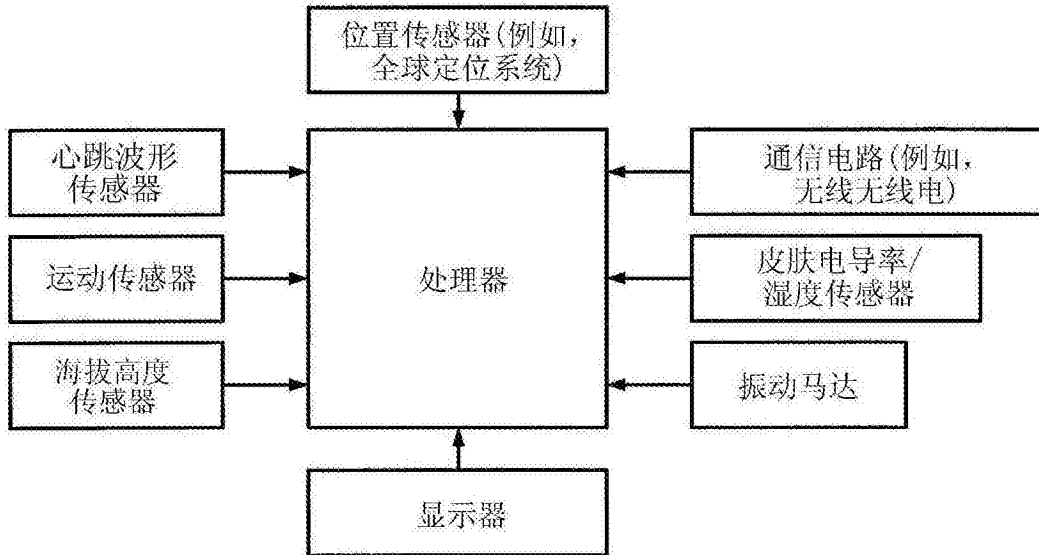 位置传感器(例如，
全球定位系统)
心跳波形
传感器
通信电路(例如，
无线无线电)
运动传感器
处理器
皮肤电导率/
湿度传感器
海拔高度
传感器
振动马达
显示器